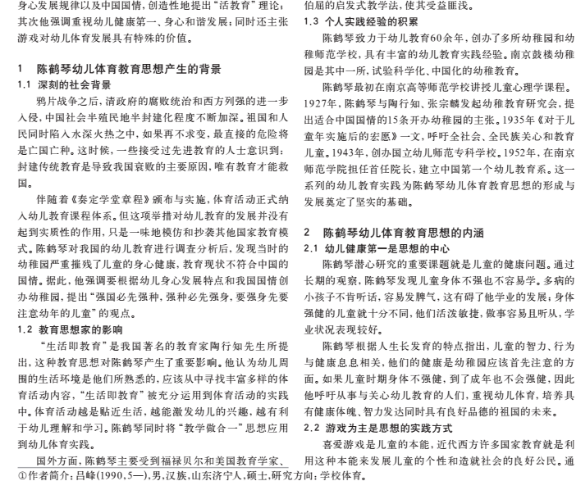 身心发展规律以及中国国情,创造性地提出“活教育”理论;
其次他强调重视幼儿健康第一、身心和谐发展;同时还主张
游戏对幼儿体育发展具有特殊的价值。
1 陈鹤琴幼儿体育教育思想产生的背景
1.1 深刻的社会背景
鸦片战争之后,清政府的腐败统治和西方列强的进一步
入侵,中国社会半殖民地半封建化程度不断加深。祖国和人
民同时陷入水深火热之中,如果再不求变,最直接的危险将
是亡国亡种。这时候,一些接受过先进教育的人士意识到:
封建传统教育是导致我国衰败的主要原因,唯有教育才能救
国。
伴随着《奏定学堂章程》颁布与实施,体育活动正式纳
入幼儿教育课程体系。但这项举措对幼儿教育的发展并没有
起到实质性的作用,只是一味地模仿和抄袭其他国家教育模
式。陈鹤琴对我国的幼儿教育进行调查分析后,发现当时的
幼稚园严重摧残了儿童的身心健康,教育现状不符合中国的
国情。据此,他强调要根据幼儿身心发展特点和我国国情创
办幼稚园,提出“强国必先强种,强种必先强身,要强身先要
注意幼年的儿童”的观点。
1.2 教育思想家的影响
“生活即教育”是我国著名的教育家陶行知先生所提
出,这种教育思想对陈鹤琴产生了重要影响。他认为幼儿周
围的生活环境是他们所熟悉的,应该从中寻找丰富多样的体
育活动内容,“生活即教育”被充分运用到体育活动的实践
中。体育活动越是贴近生活,越能激发幼儿的兴趣,越有利
于幼儿理解和学习。陈鹤琴同时将“教学做合一”思想应用
到幼儿体育实践。
国外方面,陈鹤琴主要受到福禄贝尔和美国教育学家、
①作者简介:吕峰(1990,5—),男,汉族,山东济宁人,硕士,研究方向:学校体育。
伯屈的启发式教学法,使其受益匪浅。
1.3 个人实践经验的积累
陈鹤琴致力于幼儿教育60余年,创办了多所幼稚园和幼
稚师范学校,具有丰富的幼儿教育实践经验。南京鼓楼幼稚
园是其中一所,试验科学化、中国化的幼稚教育。
陈鹤琴最初在南京高等师范学校讲授儿童心理学课程。
1927年,陈鹤琴与陶行知、张宗麟发起幼稚教育研究会,提
出适合中国国情的15条开办幼稚园的主张。1935年《对于儿
童年实施后的宏愿》一文,呼吁全社会、全民族关心和教育
儿童。1943年,创办国立幼儿师范专科学校。1952年,在南京
师范学院担任首任院长,建立中国第一个幼儿教育系。这一
系列的幼儿教育实践为陈鹤琴幼儿体育教育思想的形成与
发展奠定了坚实的基础。
2 陈鹤琴幼儿体育教育思想的内涵
2.1 幼儿健康第一是思想的中心
陈鹤琴潜心研究的重要课题就是儿童的健康问题。通过
长期的观察,陈鹤琴发现儿童身体不强也不容易学。多病的
小孩子不肯听话,容易发脾气,这有碍了他学业的发展;身体
强健的儿童就十分不同,他们活泼敏捷,做事容易且听从,学
业状况表现较好。
陈鹤琴根据人生长发育的特点指出,儿童的智力、行为
与健康息息相关,他们的健康是幼稚园应该首先注意的方
面。如果儿童时期身体不强健,到了成年也不会强健,因此
他呼吁从事与关心幼儿教育的人们,重视幼儿体育,培养具
有健康体魄、智力发达同时具有良好品德的祖国的未来。
2.2 游戏为主是思想的实践方式
喜爱游戏是儿童的本能,近代西方许多国家教育就是利
用这种本能来发展儿童的个性和造就社会的良好公民。通